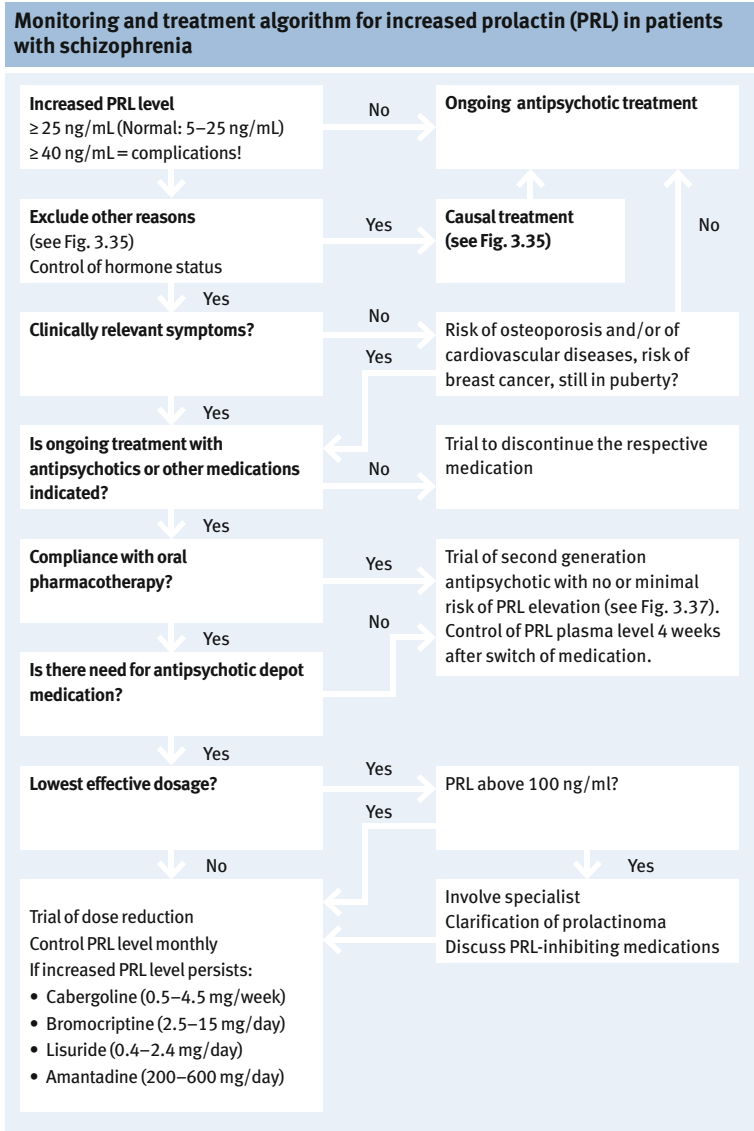 Monitoring and treatment algorithm for increased prolactin (PRL) in patients
with schizophrenia
Increased PRL level
≥ 25 ng/mL (Normal: 5–25 ng/mL)
≥ 40 ng/mL = complications!
No
Ongoing antipsychotic treatment
Exclude other reasons
(see Fig. 3.35)
Control of hormone status
Yes
Causal treatment
(see Fig. 3.35)
No
Yes
Clinically relevant symptoms?
No
Yes
Risk of osteoporosis and/or of
cardiovascular diseases, risk of
breast cancer, still in puberty?
Yes
Is ongoing treatment with
antipsychotics or other medications
indicated?
No
Trial to discontinue the respective
medication
Yes
Compliance with oral
pharmacotherapy?
Yes
No
Trial of second generation
antipsychotic with no or minimal
risk of PRL elevation (see Fig. 3.37).
Control of PRL plasma level 4 weeks
after switch of medication.
Yes
Is there need for antipsychotic depot
medication?
Yes
Lowest effective dosage?
Yes
Yes
PRL above 100 ng/ml?
No
Yes
Trial of dose reduction
Control PRL level monthly
If increased PRL level persists:
• Cabergoline (0.5–4.5 mg/week)
• Bromocriptine (2.5–15 mg/day)
• Lisuride (0.4–2.4 mg/day)
• Amantadine (200–600 mg/day)
Involve specialist
Clarification of prolactinoma
Discuss PRL-inhibiting medications